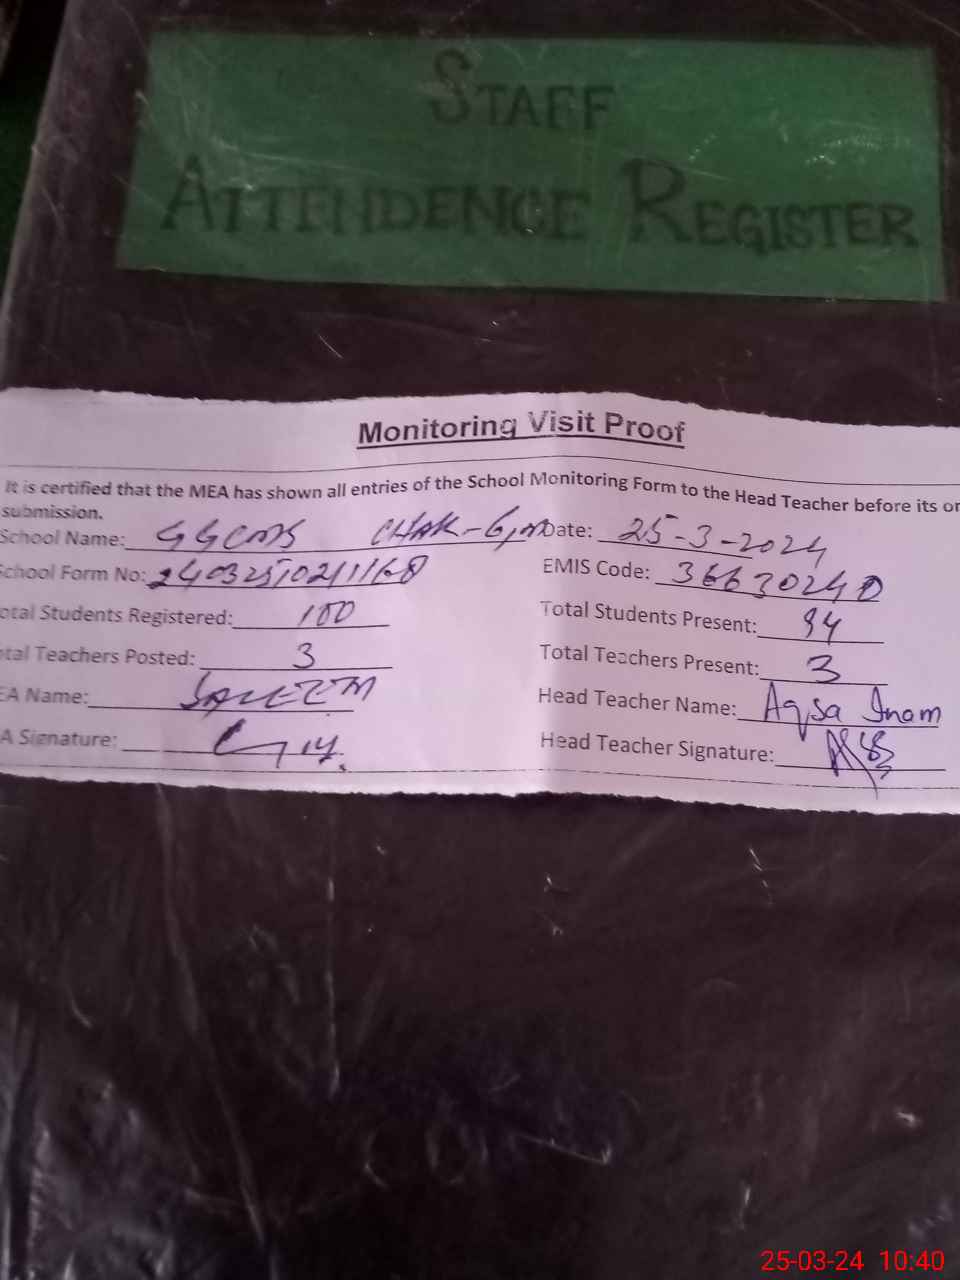 STAFF
ATTENDENCE REGISTER
Monitoring Visit Proof
It is certified that the MEA has shown all entries of the School Monitoring Form to the Head Teacher before its
submission.
School Name: GGCMS CHAK-6/M Date: 25-3-2024
School Form No: EMIS Code: 36630240
otal Students Registered: 100 Total Students Present: 94
tal Teachers Posted: 3 Total Teachers Present: 3
EA Name: SALEEM Head Teacher Name: Aqsa Inam
A Signature: Head Teacher Signature:
25-03-24 10:40